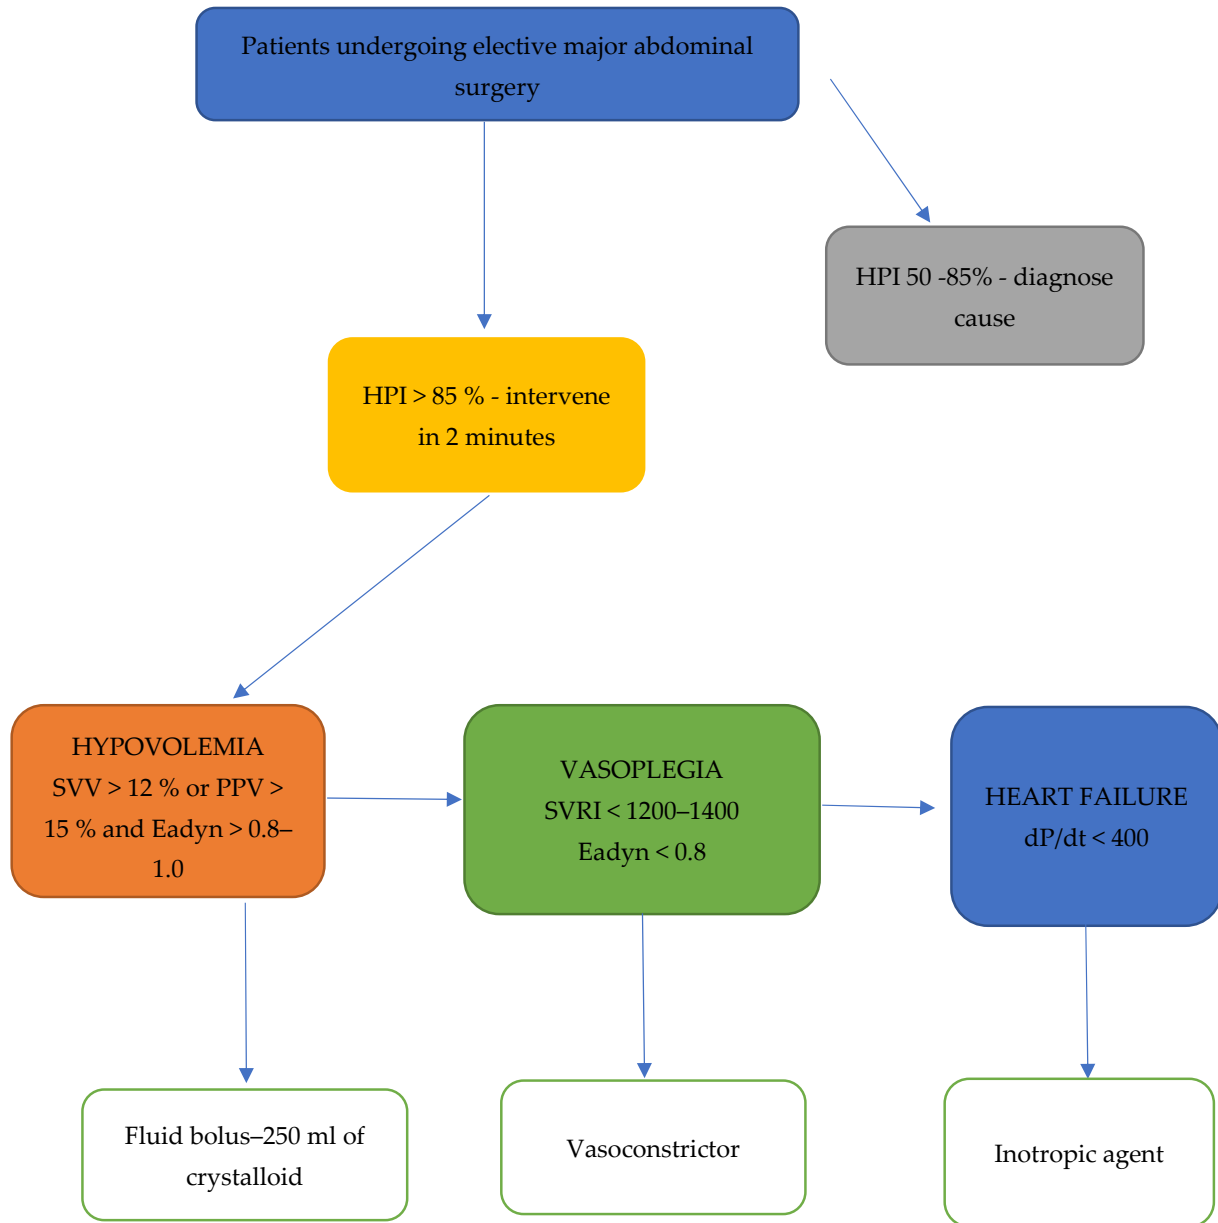 Patients undergoing elective major abdominal
surgery
HPI 50 -85% - diagnose
cause
HPI > 85 % - intervene
in 2 minutes
HYPOVOLEMIA
SVV > 12 % or PPV >
15 % and Eadyn > 0.8–
1.0
VASOPLEGIA
SVRI < 1200–1400
Eadyn < 0.8
HEART FAILURE
dP/dt < 400
Fluid bolus–250 ml of
crystalloid
Vasoconstrictor
Inotropic agent